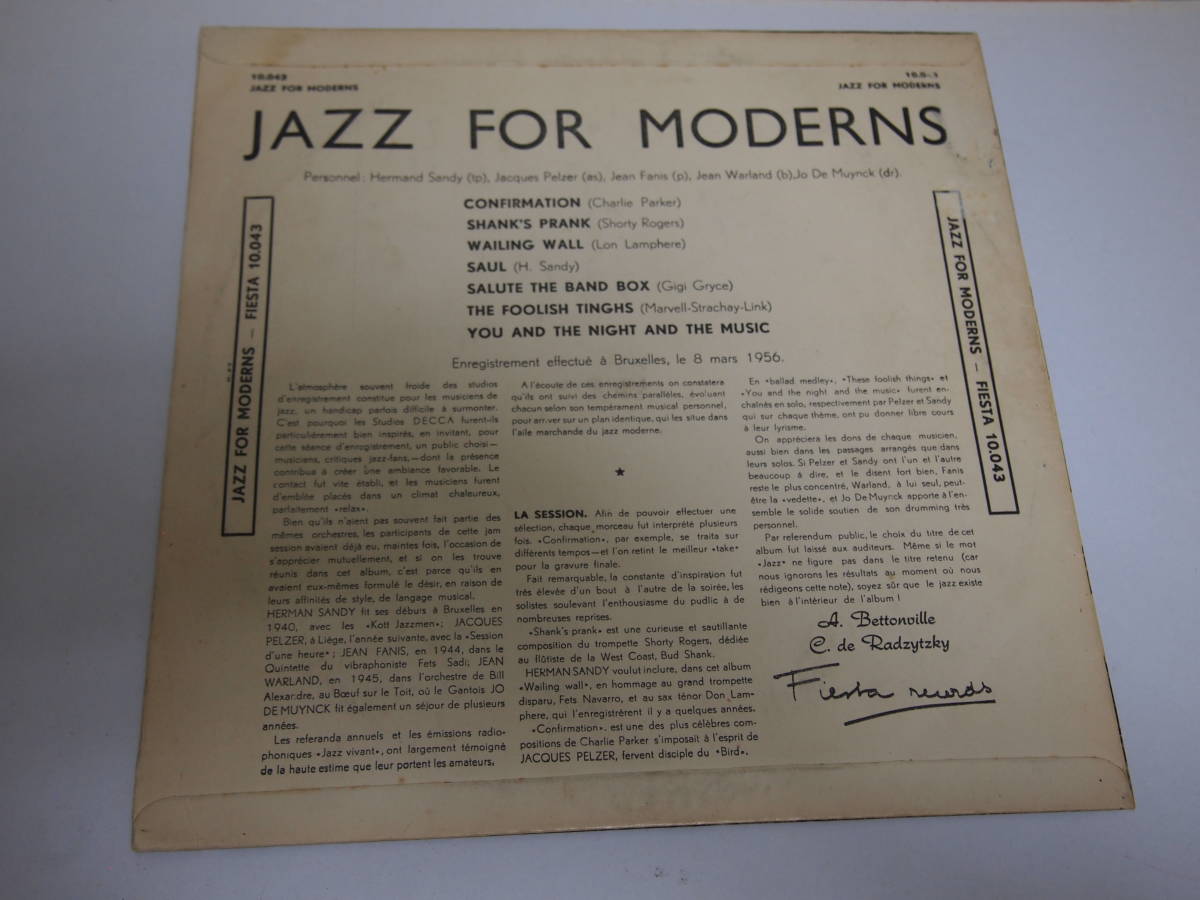 10.043
JAZZ FOR MODERNS
JAZZ FOR MODERNS
JAZZ FOR MODERNS
Personnel : Hermand Sandy (tp), Jacques Pelzer (as), Jean Fanis (p), Jean Warland (b),Jo De Muynck (dr).
CONFIRMATION (Charlie Parker)
SHANK'S PRANK (Shorty Rogers)
WAILING WALL (Lon Lamphere)
SAUL (H. Sandy)
SALUTE THE BAND BOX (Gigi Gryce)
THE FOOLISH TINGHS (Marvell-Strachay-Link)
YOU AND THE NIGHT AND THE MUSIC
Enregistrement effectué à Bruxelles, le 8 mars 1956.
JAZZ FOR MODERNS — FIESTA 10.043
L'atmosphère souvent froide des studios
d'enregistrement constitue pour les musiciens de
jazz, un handicap parfois difficile à surmonter.
C'est pourquoi les Studios DECCA furent-ils
particulièrement bien inspirés, en invitant, pour
cette séance d'enregistrement, un public choisi—
musiciens, critiques jazz-fans,—dont la présence
contribua à créer une ambiance favorable. Le
contact fut vite établi, et les musiciens furent
d'emblée placés dans un climat chaleureux,
parfaitement «relax».
Bien qu'ils n'aient pas souvent fait partie des
mêmes orchestres, les participants de cette jam
session avaient déjà eu, maintes fois, l'occasion de
s'apprécier mutuellement, et si on les trouve
réunis dans cet album, c'est parce qu'ils en
avaient eux-mêmes formulé le désir, en raison de
leurs affinités de style, de langage musical.
HERMAN SANDY fit ses déburs à Bruxelles en
1940, avec les «Kott Jazzmen»; JACQUES
PELZER, à Liége, l'année suivante, avec la «Session
d'une heure» ; JEAN FANIS, en 1944, dans le
Quintette du vibraphoniste Fets Sadi; JEAN
WARLAND, en 1945, dans l'orchestre de Bill
Alexandre, au Bœuf sur le Toit, où le Gantois JO
DE MUYNCK fit également un séjour de plusieurs
années.
Les referanda annuels et les émissions radio-
phoniques «Jazz vivant», ont largement témoigné
de la haute estime que leur portent les amateurs.
A l'écoute de ces enregistrements on constatera
qu'ils ont suivi des chemins parallèles, évoluant
chacun selon son tempérament musical personnel,
pour arriver sur un plan identique, qui les situe dans
l'aile marchande du jazz moderne.
LA SESSION. Afin de pouvoir effectuer une
sélection, chaque morceau fut interprété plusieurs
fois. «Confirmation», par exemple, se traita sur
différents tempos—et l'on retint le meilleur «take»
pour la gravure finale.
Fait remarquable, la constante d'inspiration fut
très élevée d'un bout à l'autre de la soirée, les
solistes soulevant l'enthousiasme du pudlic à de
nombreuses reprises.
«Shank's prank» est une curieuse et sautillante
composition du trompette Shorty Rogers, dédiée
au flûtiste de la West Coast, Bud Shank.
HERMAN SANDY voulut inclure, dans cet album
«Wailing wall», en hommage au grand trompette
disparu, Fets Navarro, et au sax ténor Don Lam-
phere, qui l'enregistrèrent il y a quelques années.
«Confirmation». est une des plus célèbres com-
positions de Charlie Parker s'imposait à l'esprit de
JACQUES PELZER, fervent disciple du «Bird».
En «ballad medley», «These foolish things» et
«You and the night and the music» furent en-
chaînés en solo, respectivement par Pelzer et Sandy
qui sur chaque thème, ont pu donner libre cours
à leur lyrisme.
On appréciera les dons de chaque musicien,
aussi bien dans les passages arrangés que dans
leurs solos. Si Pelzer et Sandy ont l'un et l'autre
beaucoup à dire, et le disent fort bien, Fanis
reste le plus concentré, Warland, à lui seul, peut-
être la «vedette», et Jo De Muynck apporte à l'en-
semble le solide soutien de son drumming très
personnel.
Par referendum public, le choix du titre de cet
album fut laissé aux auditeurs. Même si le mot
«Jazz» ne figure pas dans le titre retenu (car
nous ignorons les résultats au moment où nous
rédigeons cette note), soyez sûr que le jazz existe
bien à l'intérieur de l'album !
A. Bettonville
C. de Radzytzky
Fiesta records
JAZZ FOR MODERNS — FIESTA 10.043